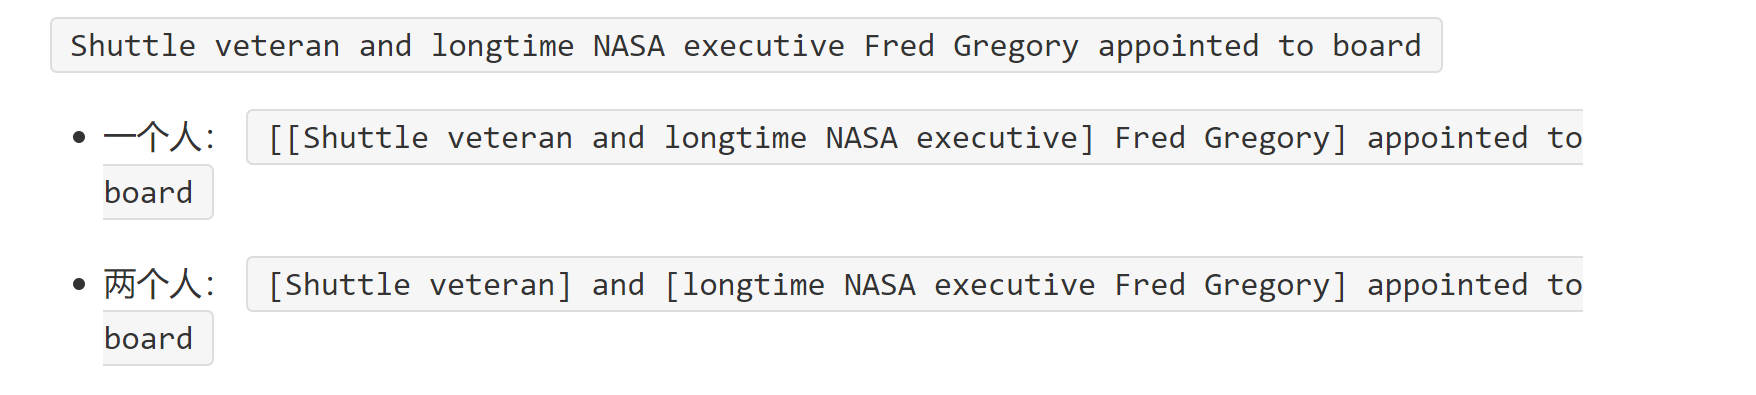 Shuttle veteran and longtime NASA executive Fred Gregory appointed to board
• 一个人： [[Shuttle veteran and longtime NASA executive] Fred Gregory] appointed to
board
• 两个人： [Shuttle veteran] and [longtime NASA executive Fred Gregory] appointed to
board